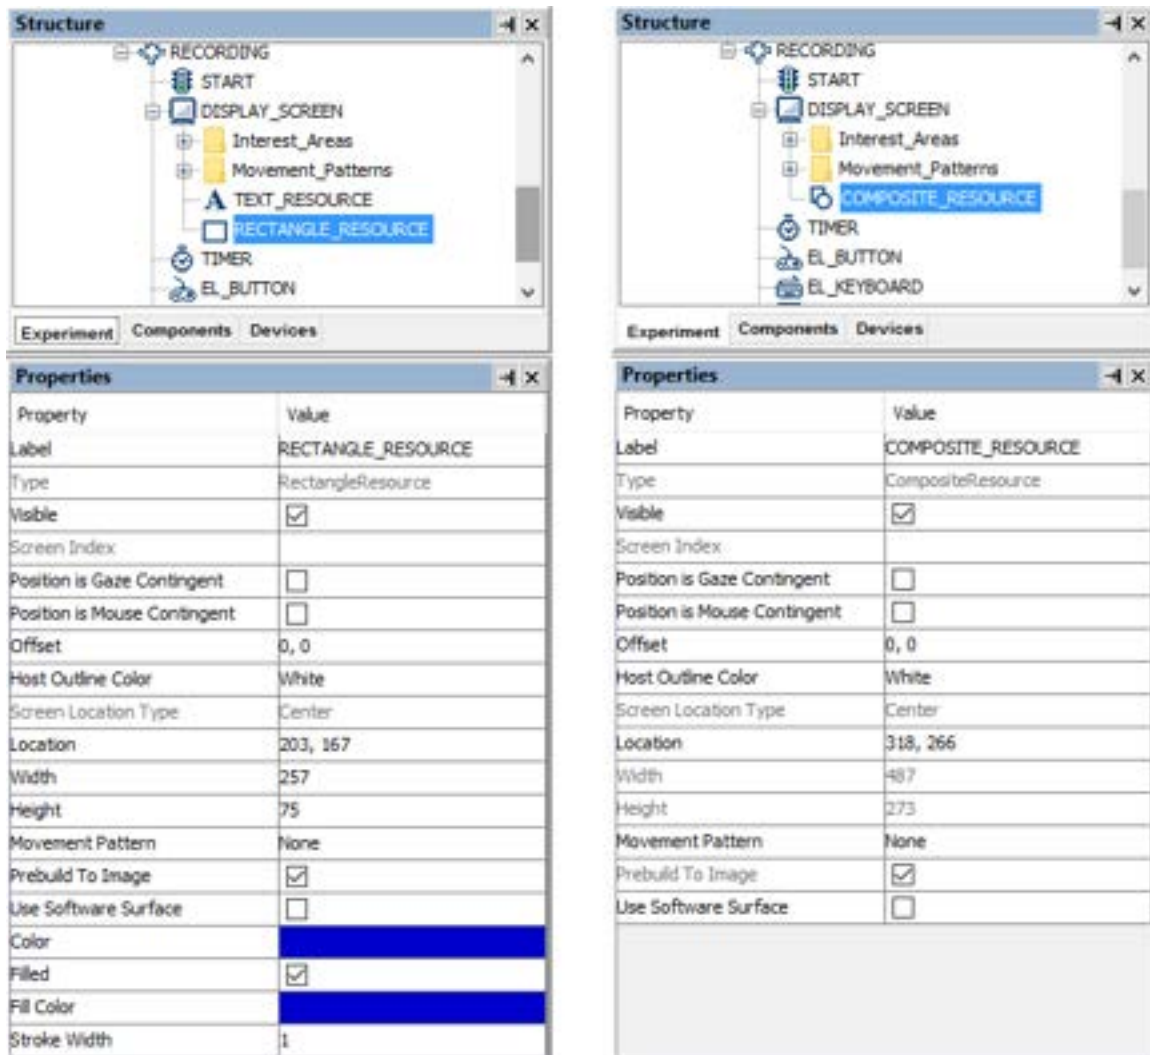 Structure
RECORDING
START
DISPLAY_SCREEN
Interest_Areas
Movement_Patterns
TEXT_RESOURCE
RECTANGLE_RESOURCE
TIMER
EL_BUTTON
Experiment Components Devices
Properties
Property Value
Label RECTANGLE_RESOURCE
Type RectangleResource
Visible
Screen Index
Position is Gaze Contingent
Position is Mouse Contingent
Offset 0, 0
Host Outline Color White
Screen Location Type Center
Location 203, 167
Width 257
Height 75
Movement Pattern None
Prebuild To Image
Use Software Surface
Color
Filled
Fill Color
Stroke Width 1
Structure
RECORDING
START
DISPLAY_SCREEN
Interest_Areas
Movement_Patterns
COMPOSITE_RESOURCE
TIMER
EL_BUTTON
EL_KEYBOARD
Experiment Components Devices
Properties
Property Value
Label COMPOSITE_RESOURCE
Type CompositeResource
Visible
Screen Index
Position is Gaze Contingent
Position is Mouse Contingent
Offset 0, 0
Host Outline Color White
Screen Location Type Center
Location 318, 266
Width 487
Height 273
Movement Pattern None
Prebuild To Image
Use Software Surface